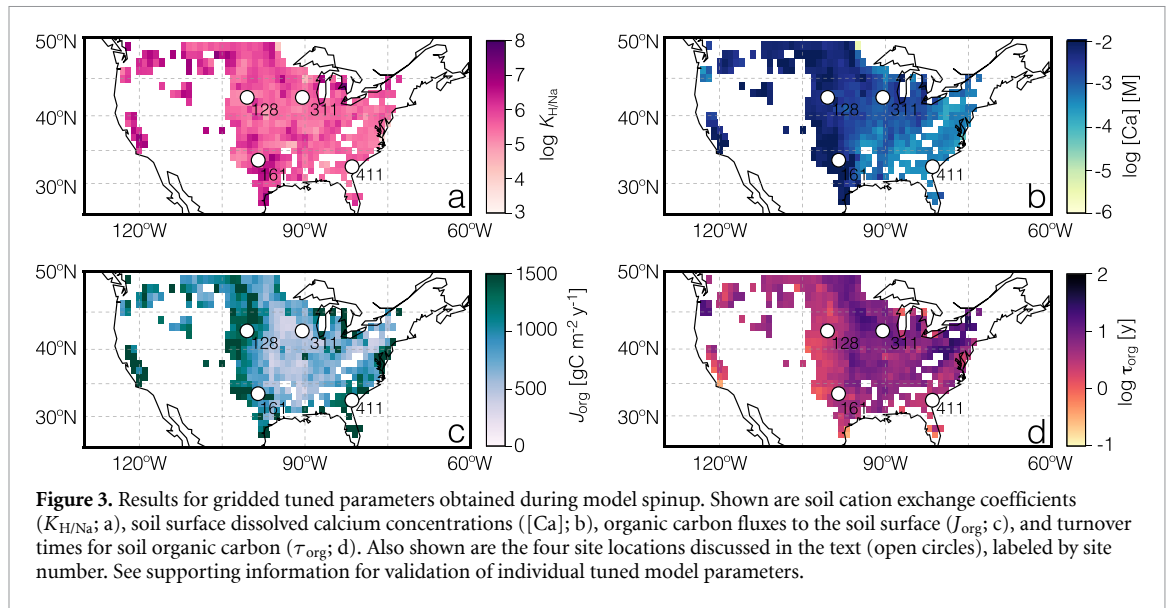 50°N
40°N
30°N
120°W
90°W
60°W
128
311
161
411
a
8
7
6
5
4
3
log K_H/Na
50°N
40°N
30°N
120°W
90°W
60°W
128
311
161
411
b
-2
-3
-4
-5
-6
log [Ca] [M]
50°N
40°N
30°N
120°W
90°W
60°W
128
311
161
411
c
1500
1000
500
0
J_org [gC m⁻² y⁻¹]
50°N
40°N
30°N
120°W
90°W
60°W
128
311
161
411
d
2
1
0
-1
log τ_org [y]
Figure 3. Results for gridded tuned parameters obtained during model spinup. Shown are soil cation exchange coefficients
(K_H/Na; a), soil surface dissolved calcium concentrations ([Ca]; b), organic carbon fluxes to the soil surface (J_org; c), and turnover
times for soil organic carbon (τ_org; d). Also shown are the four site locations discussed in the text (open circles), labeled by site
number. See supporting information for validation of individual tuned model parameters.